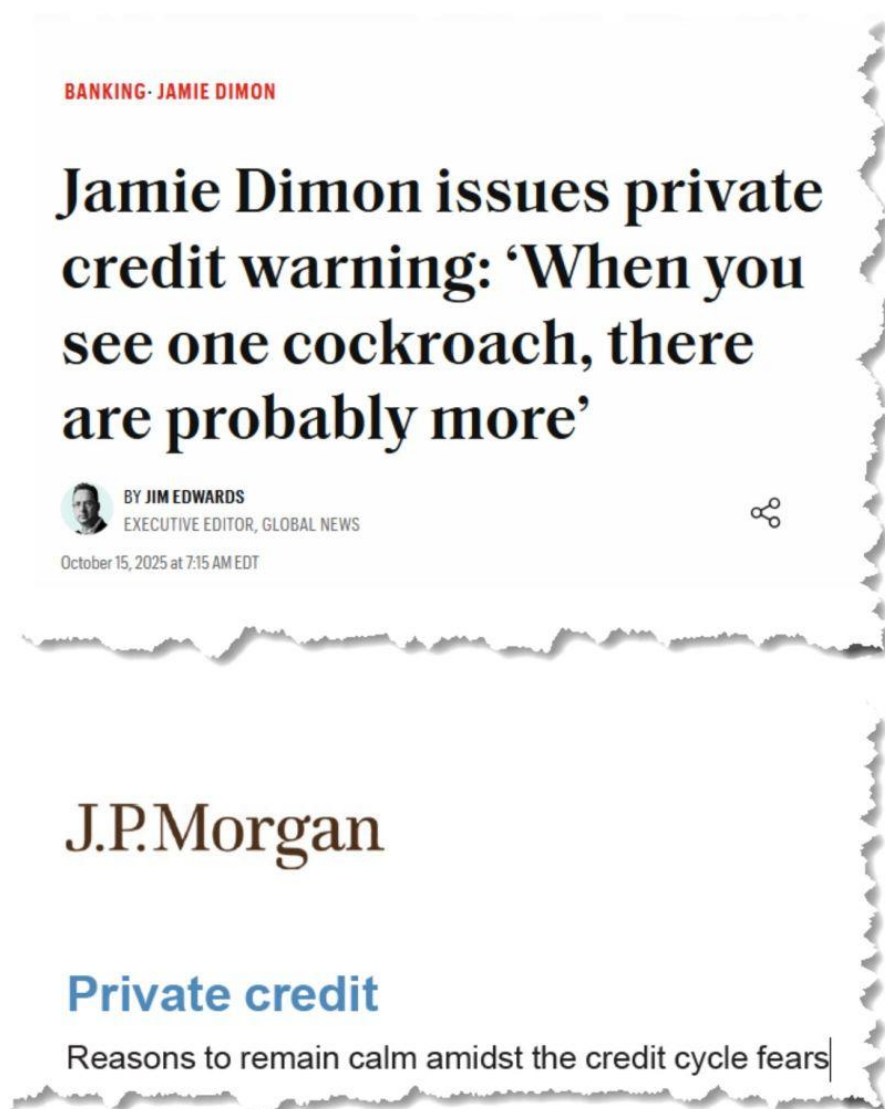 BANKING· JAMIE DIMON
Jamie Dimon issues private
credit warning: ‘When you
see one cockroach, there
are probably more’
BY JIM EDWARDS
EXECUTIVE EDITOR, GLOBAL NEWS
October 15, 2025 at 7:15 AM EDT
J.P.Morgan
Private credit
Reasons to remain calm amidst the credit cycle fears